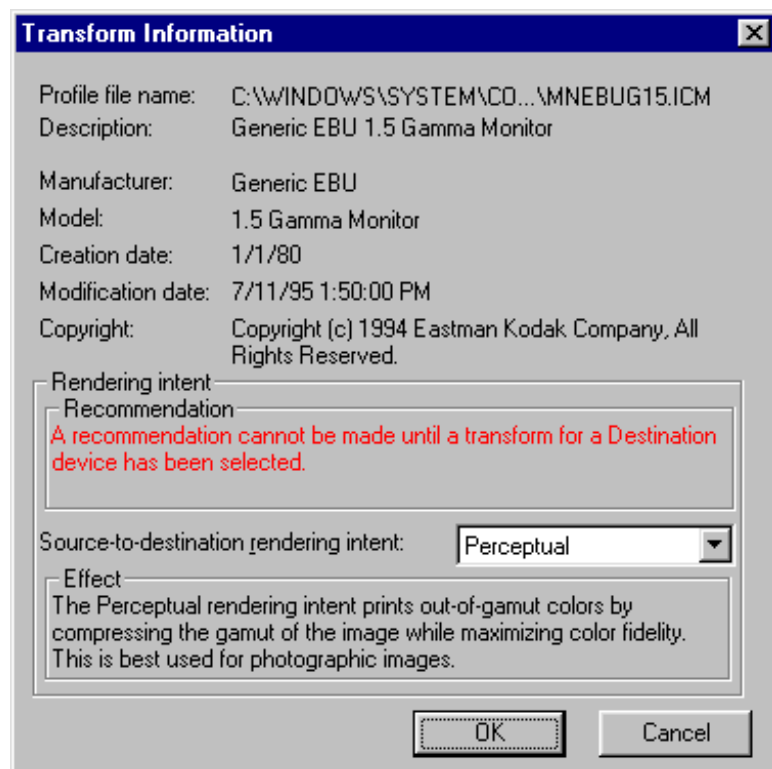 Transform Information
Profile file name: C:\WINDOWS\SYSTEM\CO...\MNEBUG15.ICM
Description: Generic EBU 1.5 Gamma Monitor
Manufacturer: Generic EBU
Model: 1.5 Gamma Monitor
Creation date: 1/1/80
Modification date: 7/11/95 1:50:00 PM
Copyright: Copyright (c) 1994 Eastman Kodak Company, All
Rights Reserved.
Rendering intent
Recommendation
A recommendation cannot be made until a transform for a Destination
device has been selected.
Source-to-destination rendering intent: Perceptual
Effect
The Perceptual rendering intent prints out-of-gamut colors by
compressing the gamut of the image while maximizing color fidelity.
This is best used for photographic images.
OK Cancel